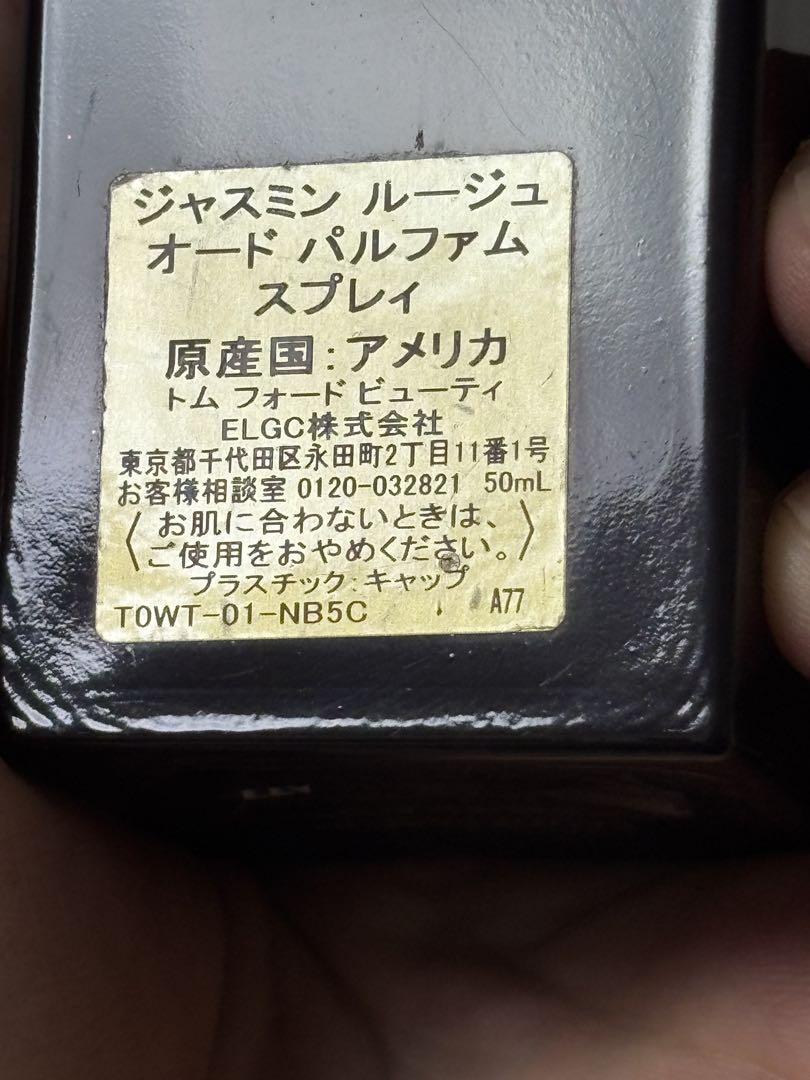 ジャスミン ルージュ
オード パルファム
スプレィ
原産国：アメリカ
トム フォード ビューティ
ELGC株式会社
東京都千代田区永田町2丁目11番1号
お客様相談室 0120-032821 50mL
〈お肌に合わないときは、
ご使用をおやめください。〉
プラスチック：キャップ
T0WT-01-NB5C A77